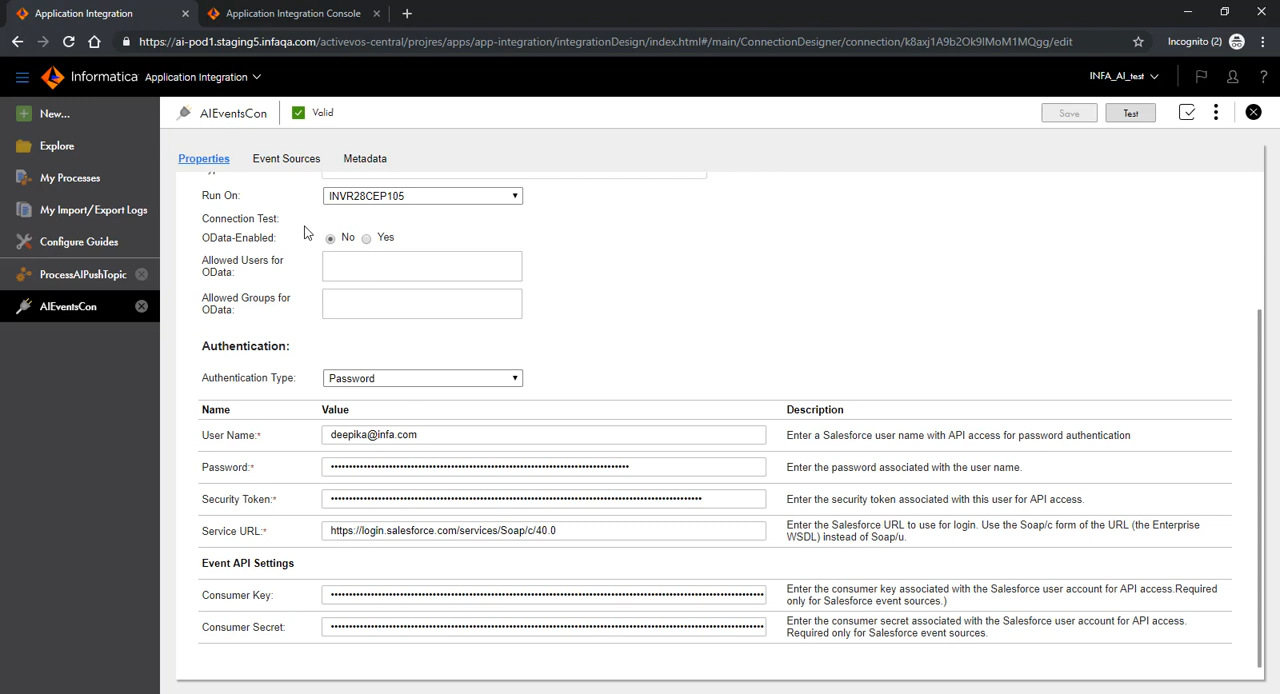 Application Integration
Application Integration Console
https://ai-pod1.staging5.infaqa.com/activevos-central/projres/apps/app-integration/integrationDesign/index.html#/main/ConnectionDesigner/connection/k8axj1A9b2Ok9IMoM1MQgg/edit
Incognito (2)
Informatica Application Integration
INFA_AI_test
New...
AIEventsCon
Valid
Save
Test
Explore
My Processes
My Import/Export Logs
Configure Guides
ProcessAIPushTopic
AIEventsCon
Properties
Event Sources
Metadata
Run On:
INVR28CEP105
Connection Test:
OData-Enabled:
No
Yes
Allowed Users for
OData:
Allowed Groups for
OData:
Authentication:
Authentication Type:
Password
Name
Value
Description
User Name:*
deepika@infa.com
Enter a Salesforce user name with API access for password authentication
Password:*
Enter the password associated with the user name.
Security Token:*
Enter the security token associated with this user for API access.
Service URL:*
https://login.salesforce.com/services/Soap/c/40.0
Enter the Salesforce URL to use for login. Use the Soap/c form of the URL (the Enterprise
WSDL) instead of Soap/u.
Event API Settings
Consumer Key:
Enter the consumer key associated with the Salesforce user account for API access.Required
only for Salesforce event sources.)
Consumer Secret:
Enter the consumer secret associated with the Salesforce user account for API access.
Required only for Salesforce event sources.